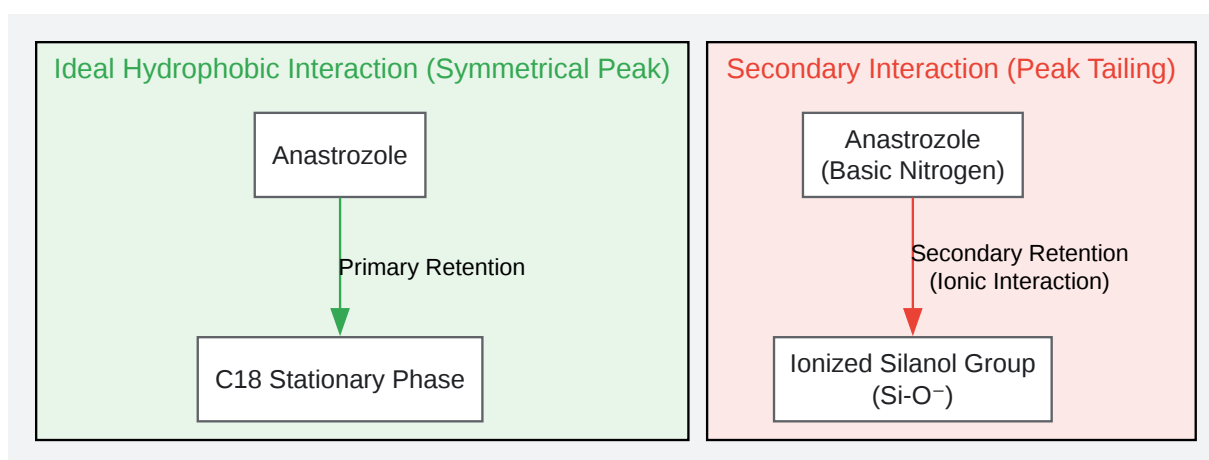 Ideal Hydrophobic Interaction (Symmetrical Peak)
Anastrozole
Primary Retention
C18 Stationary Phase
Secondary Interaction (Peak Tailing)
Anastrozole
(Basic Nitrogen)
Secondary Retention
(Ionic Interaction)
Ionized Silanol Group
(Si-O⁻)